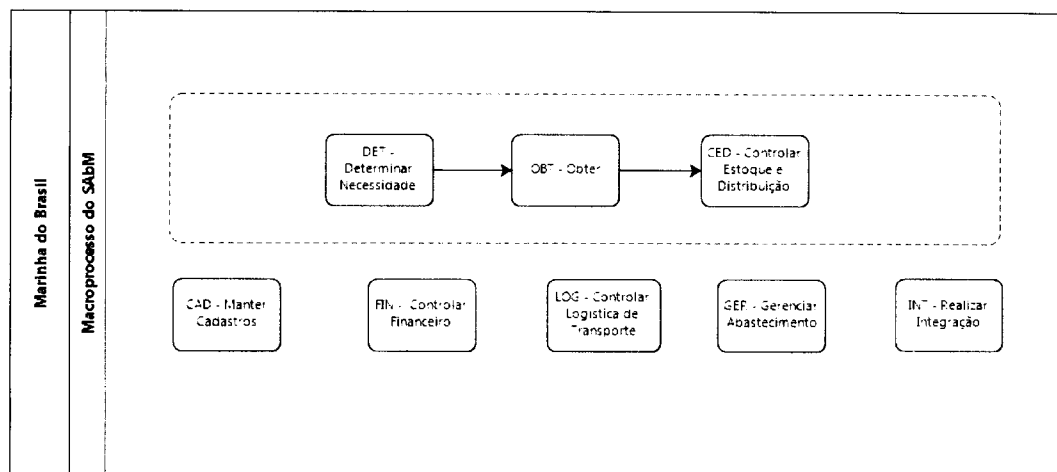 Marinha do Brasil
Macroprocesso do SAbM
DET -
Determinar
Necessidade
OBT - Obter
CED - Controlar
Estoque e
Distribuição
CAD - Manter
Cadastros
FIN - Controlar
Financeiro
LOG - Controlar
Logística de
Transporte
GER - Gerenciar
Abastecimento
INT - Realizar
Integração